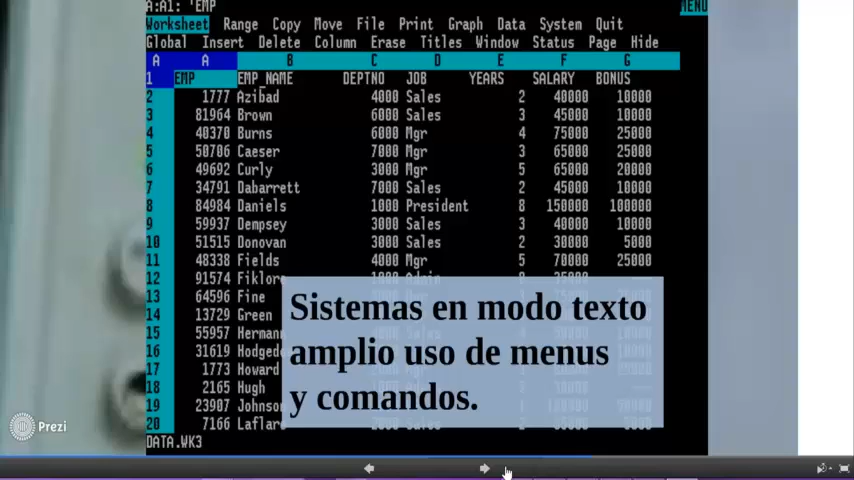 A:A1: 'EMP
MENU
Worksheet Range Copy Move File Print Graph Data System Quit
Global Insert Delete Column Erase Titles Window Status Page Hide
A A B C D E F G
1 EMP EMP NAME DEPTNO JOB YEARS SALARY BONUS
2 1777 Azibad 4000 Sales 2 40000 10000
3 81964 Brown 6000 Sales 3 45000 10000
4 40370 Burns 6000 Mgr 4 75000 25000
5 50706 Caeser 7000 Mgr 3 65000 25000
6 49692 Curly 3000 Mgr 5 65000 20000
7 34791 Dabarrett 7000 Sales 2 45000 10000
8 84984 Daniels 1000 President 8 150000 100000
9 59937 Dempsey 3000 Sales 3 40000 10000
10 51515 Donovan 3000 Sales 2 30000 5000
11 48338 Fields 4000 Mgr 5 70000 25000
12 91574 Fiklore 1000 Admin
13 64596 Fine
14 13729 Green
15 55957 Herman
16 31619 Hodged
17 1773 Howard
18 2165 Hugh
19 23907 Johnso
20 7166 Laflare
DATA.WK3
Sistemas en modo texto
amplio uso de menus
y comandos.
Prezi